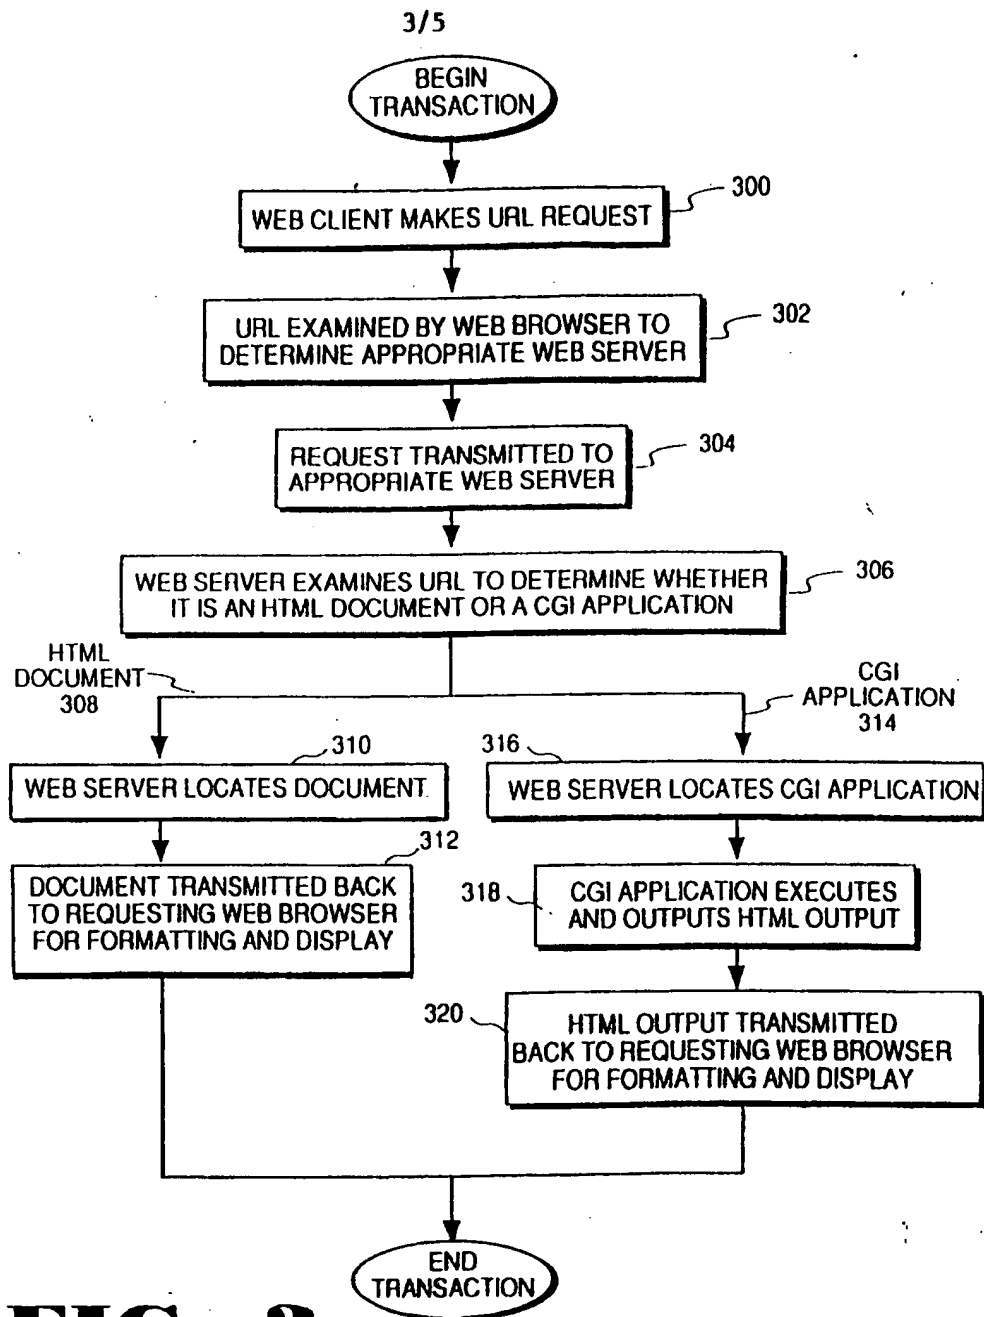 3/5
BEGIN
TRANSACTION
300
WEB CLIENT MAKES URL REQUEST
302
URL EXAMINED BY WEB BROWSER TO
DETERMINE APPROPRIATE WEB SERVER
304
REQUEST TRANSMITTED TO
APPROPRIATE WEB SERVER
306
WEB SERVER EXAMINES URL TO DETERMINE WHETHER
IT IS AN HTML DOCUMENT OR A CGI APPLICATION
HTML
DOCUMENT
308
CGI
APPLICATION
314
310
WEB SERVER LOCATES DOCUMENT
316
WEB SERVER LOCATES CGI APPLICATION
312
DOCUMENT TRANSMITTED BACK
TO REQUESTING WEB BROWSER
FOR FORMATTING AND DISPLAY
318
CGI APPLICATION EXECUTES
AND OUTPUTS HTML OUTPUT
320
HTML OUTPUT TRANSMITTED
BACK TO REQUESTING WEB BROWSER
FOR FORMATTING AND DISPLAY
END
TRANSACTION